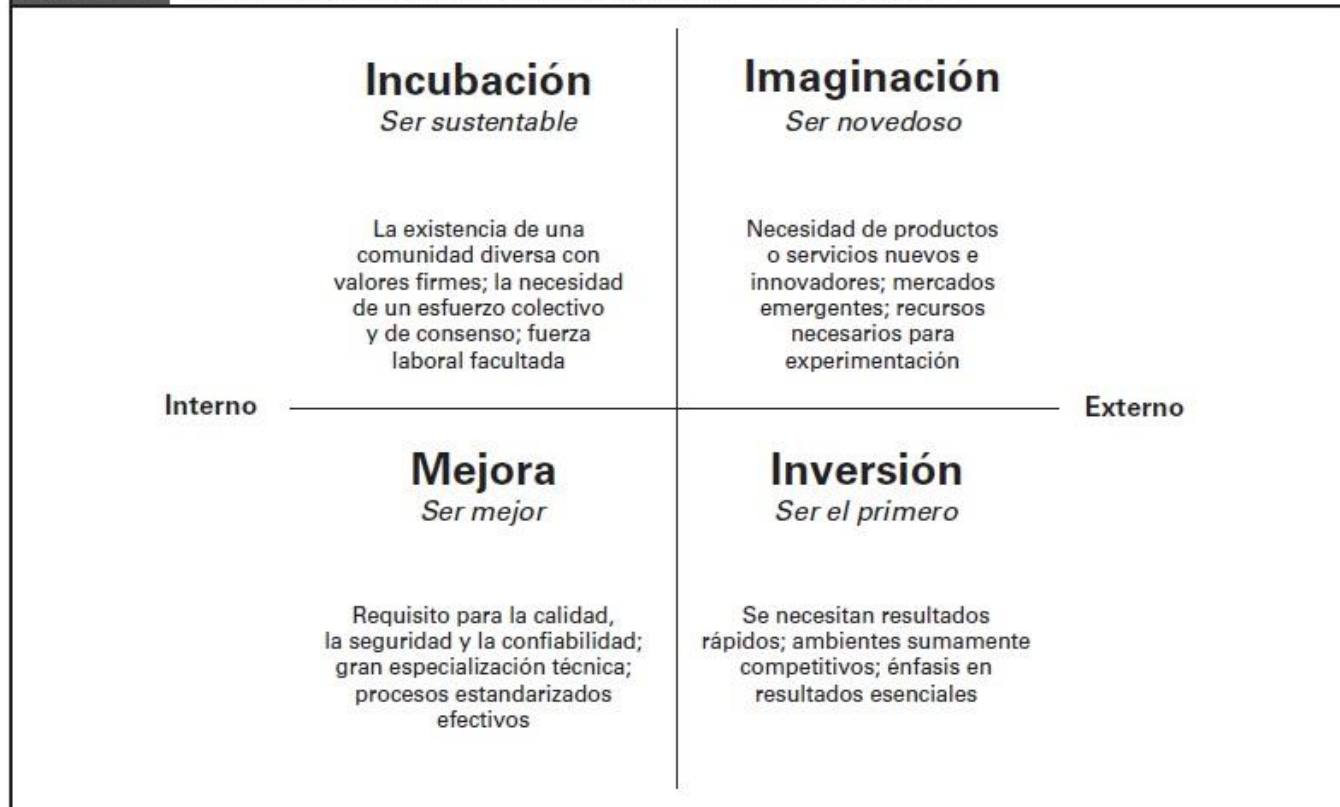 Incubación
Ser sustentable
La existencia de una
comunidad diversa con
valores firmes; la necesidad
de un esfuerzo colectivo
y de consenso; fuerza
laboral facultada
Imaginación
Ser novedoso
Necesidad de productos
o servicios nuevos e
innovadores; mercados
emergentes; recursos
necesarios para
experimentación
Interno
Externo
Mejora
Ser mejor
Requisito para la calidad,
la seguridad y la confiabilidad;
gran especialización técnica;
procesos estandarizados
efectivos
Inversión
Ser el primero
Se necesitan resultados
rápidos; ambientes sumamente
competitivos; énfasis en
resultados esenciales